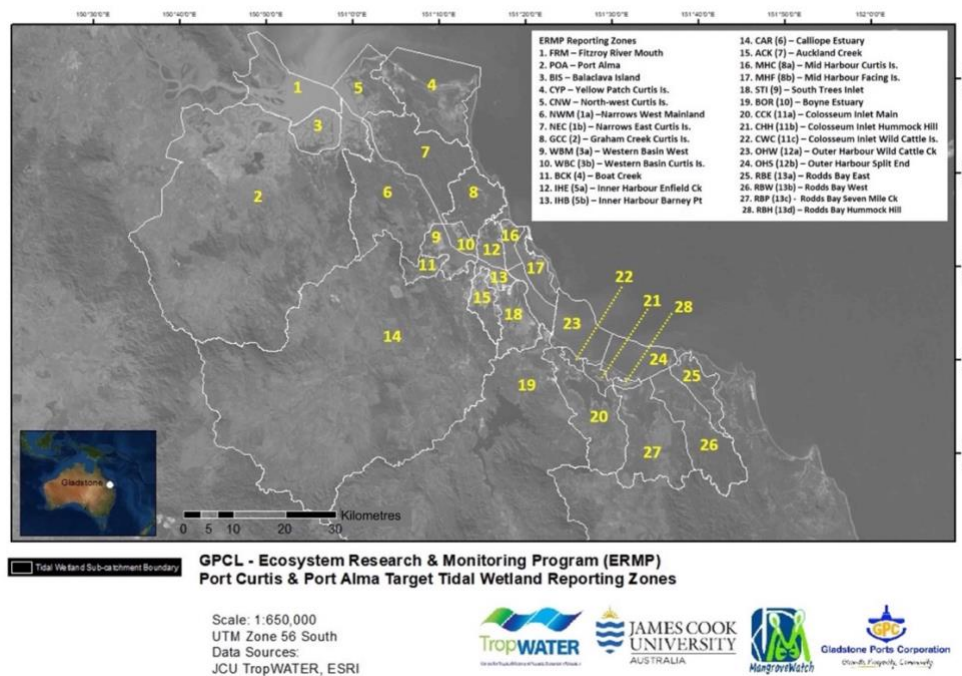 150°30'0"E
150°40'0"E
150°50'0"E
151°0'0"E
151°10'0"E
151°20'0"E
151°30'0"E
151°40'0"E
151°50'0"E
152°0'0"E
ERMP Reporting Zones
1. FRM – Fitzroy River Mouth
2. POA – Port Alma
3. BIS – Balaclava Island
4. CYP – Yellow Patch Curtis Is.
5. CNW – North-west Curtis Is.
6. NWM (1a) – Narrows West Mainland
7. NEC (1b) – Narrows East Curtis Is.
8. GCC (2) – Graham Creek Curtis Is.
9. WBM (3a) – Western Basin West
10. WBC (3b) – Western Basin Curtis Is.
11. BCK (4) – Boat Creek
12. IHE (5a) – Inner Harbour Enfield Ck
13. IHB (5b) – Inner Harbour Barney Pt
14. CAR (6) – Calliope Estuary
15. ACK (7) – Auckland Creek
16. MHC (8a) – Mid Harbour Curtis Is.
17. MHF (8b) – Mid Harbour Facing Is.
18. STI (9) – South Trees Inlet
19. BOR (10) – Boyne Estuary
20. CCK (11a) – Colosseum Inlet Main
21. CHH (11b) – Colosseum Inlet Hummock Hill
22. CWC (11c) – Colosseum Inlet Wild Cattle Is.
23. OHW (12a) – Outer Harbour Wild Cattle Ck
24. OHS (12b) – Outer Harbour Split End
25. RBE (13a) – Rodds Bay East
26. RBW (13b) – Rodds Bay West
27. RBP (13c) - Rodds Bay Seven Mile Ck
28. RBH (13d) – Rodds Bay Hummock Hill
1
5
4
3
7
2
6
8
9
10
12
16
11
13
17
15
18
22
21
28
23
14
24
19
25
20
27
26
Gladstone
Kilometres
0 5 10 20 30
Tidal Wetland Sub-catchment Boundary
GPCL - Ecosystem Research & Monitoring Program (ERMP)
Port Curtis & Port Alma Target Tidal Wetland Reporting Zones
Scale: 1:650,000
UTM Zone 56 South
Data Sources:
JCU TropWATER, ESRI
TropWATER
JAMES COOK
UNIVERSITY
AUSTRALIA
MangroveWatch
GPC
Gladstone Ports Corporation
Growth, Prosperity, Community